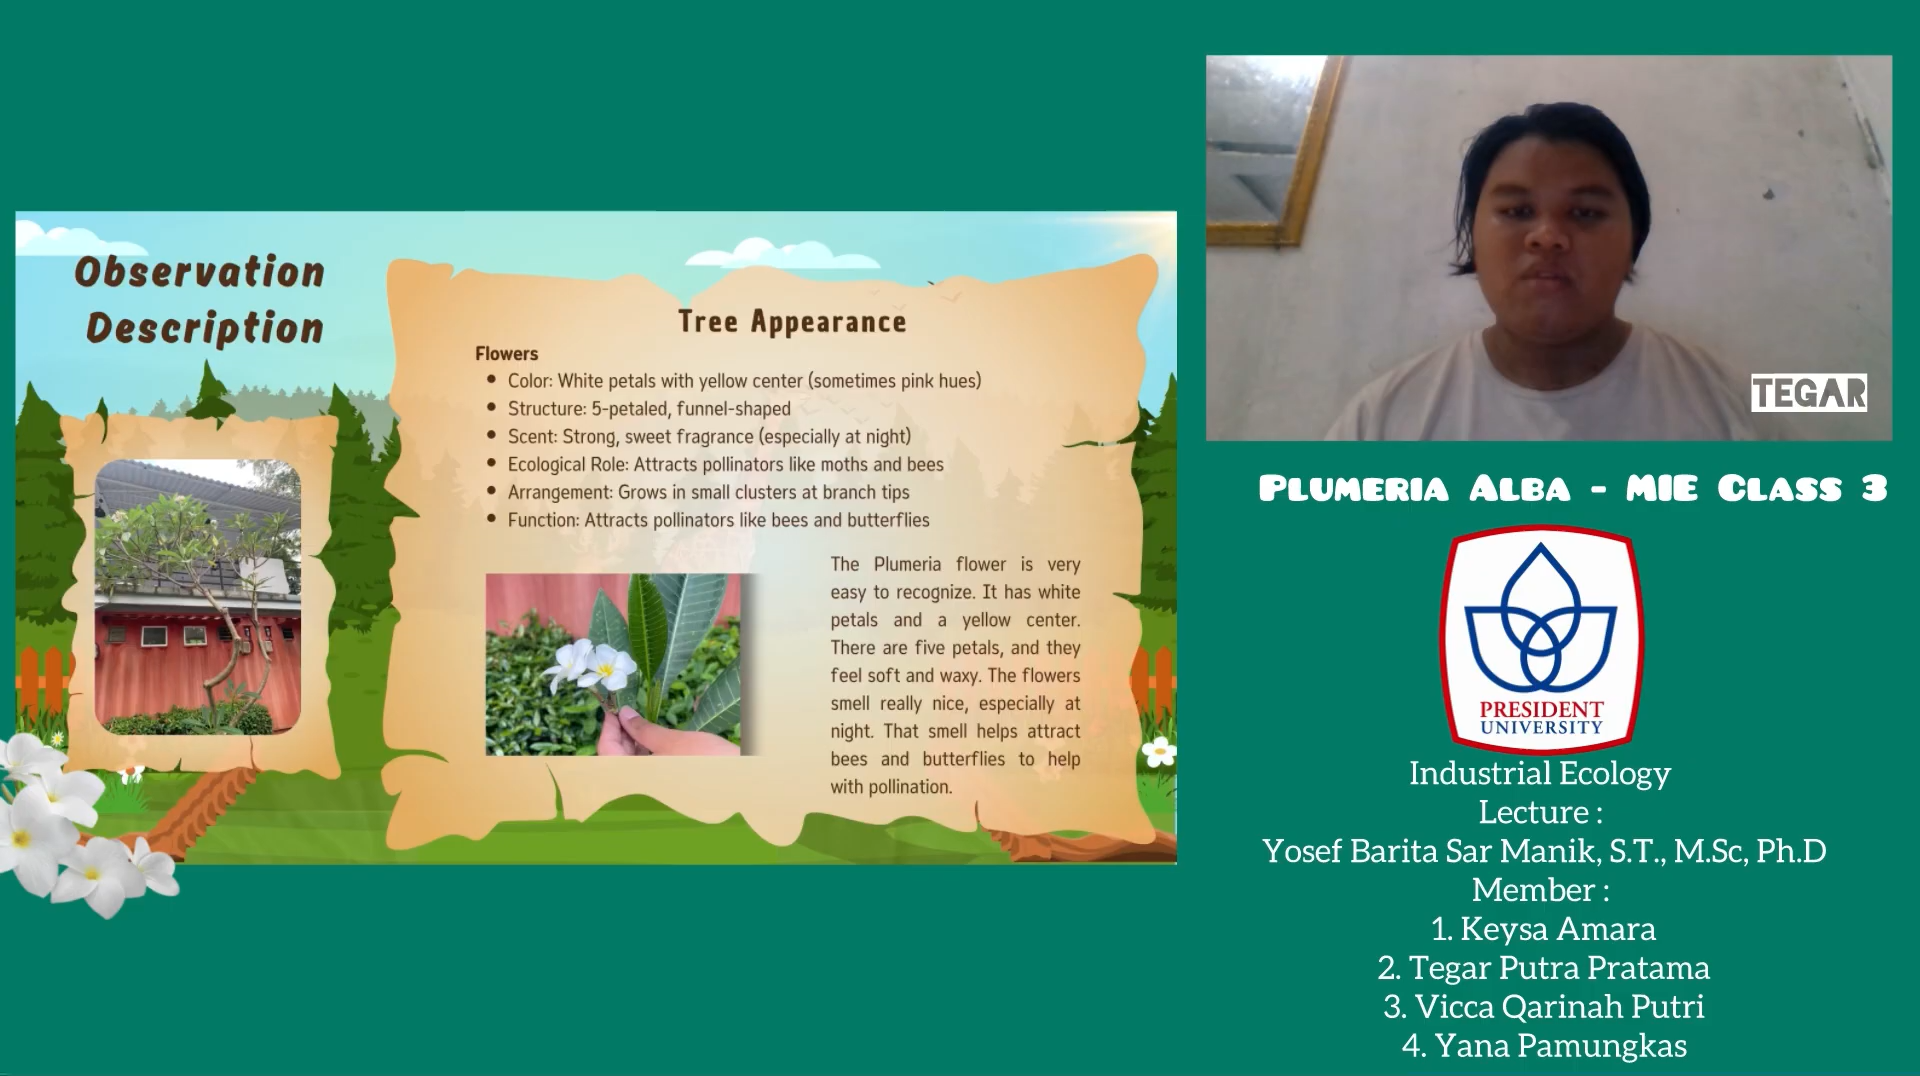 Observation
Description
Tree Appearance
Flowers
• Color: White petals with yellow center (sometimes pink hues)
• Structure: 5-petaled, funnel-shaped
• Scent: Strong, sweet fragrance (especially at night)
• Ecological Role: Attracts pollinators like moths and bees
• Arrangement: Grows in small clusters at branch tips
• Function: Attracts pollinators like bees and butterflies
The Plumeria flower is very
easy to recognize. It has white
petals and a yellow center.
There are five petals, and they
feel soft and waxy. The flowers
smell really nice, especially at
night. That smell helps attract
bees and butterflies to help
with pollination.
TEGAR
Plumeria Alba - MIE Class 3
PRESIDENT
UNIVERSITY
Industrial Ecology
Lecture :
Yosef Barita Sar Manik, S.T., M.Sc, Ph.D
Member :
1. Keysa Amara
2. Tegar Putra Pratama
3. Vicca Qarinah Putri
4. Yana Pamungkas